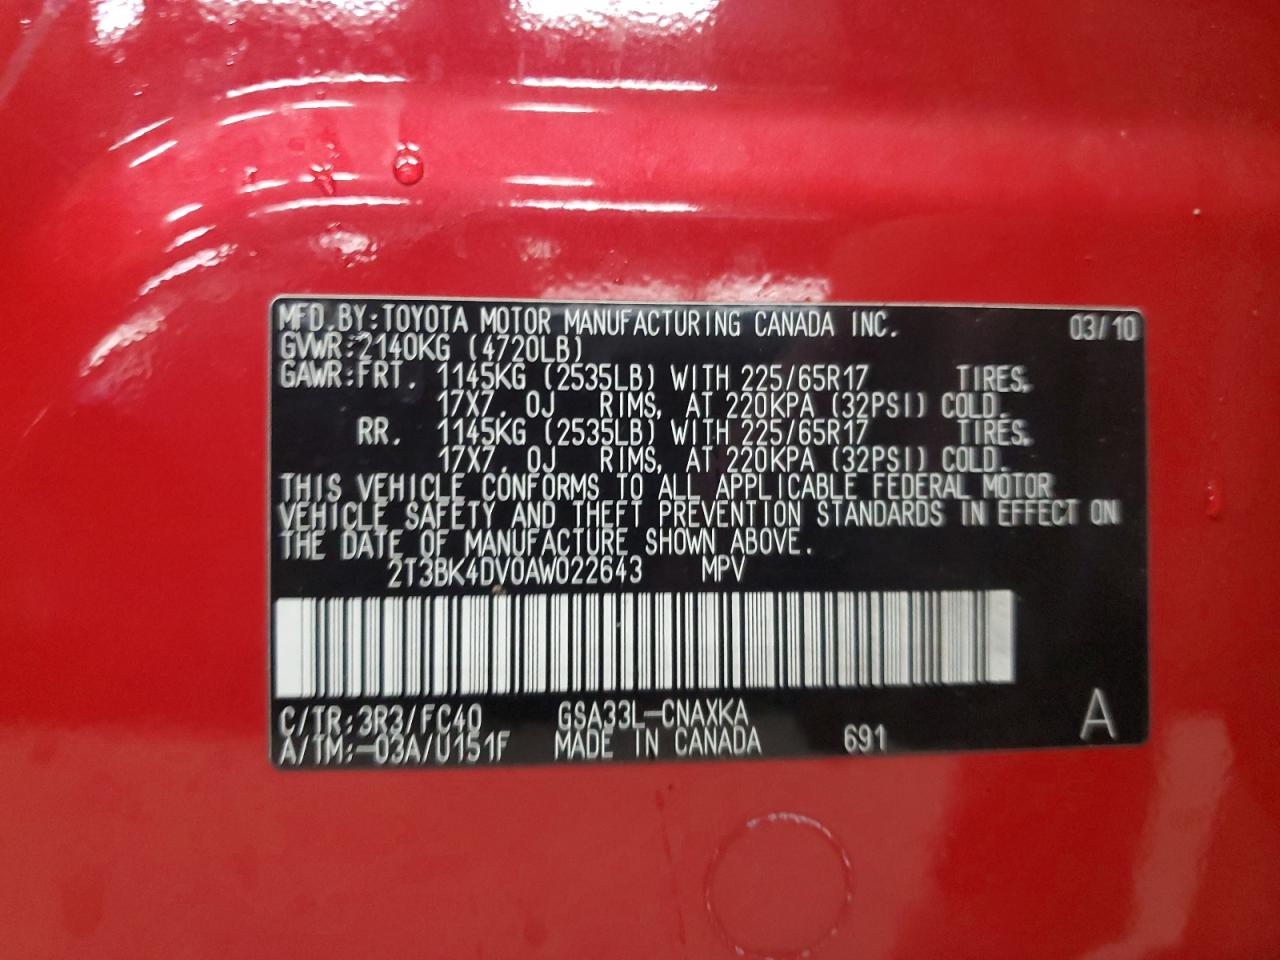 MFD.BY:TOYOTA MOTOR MANUFACTURING CANADA INC. 03/10
GVWR:2140KG (4720LB)
GAWR:FRT. 1145KG (2535LB) WITH 225/65R17 TIRES,
17X7.0J RIMS, AT 220KPA (32PSI) COLD.
RR. 1145KG (2535LB) WITH 225/65R17 TIRES,
17X7.0J RIMS, AT 220KPA (32PSI) COLD.
THIS VEHICLE CONFORMS TO ALL APPLICABLE FEDERAL MOTOR
VEHICLE SAFETY AND THEFT PREVENTION STANDARDS IN EFFECT ON
THE DATE OF MANUFACTURE SHOWN ABOVE.
2T3BK4DV0AW022643 MPV
C/TR:3R3/FC40 GSA33L-CNAXKA A
A/TM:-03A/U151F MADE IN CANADA 691